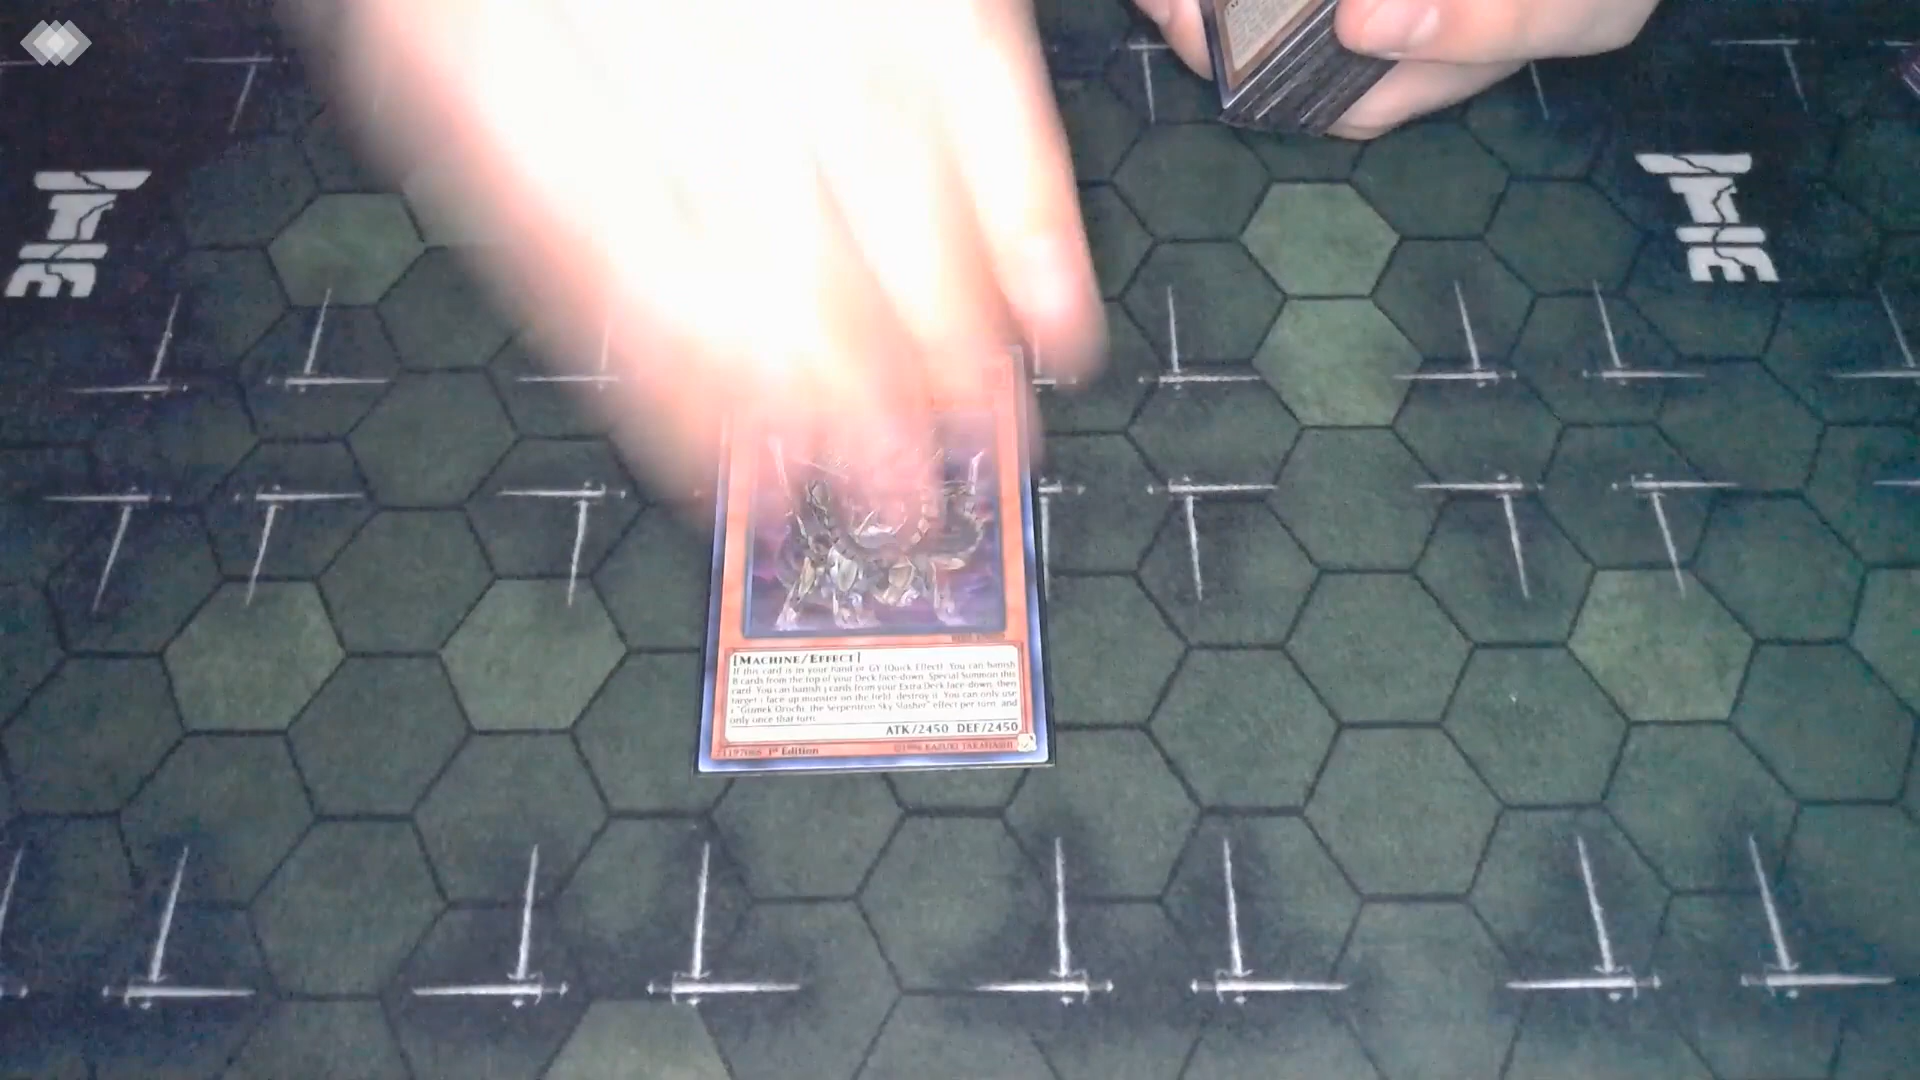 [MACHINE/EFFECT]
If this card is in your hand or GY (Quick Effect): You can banish
8 cards from the top of your Deck face-down; Special Summon this
card. You can banish 3 cards from your Extra Deck face-down, then
target 1 face-up monster on the field; destroy it. You can only use
1 "Gizmek Orochi, the Serpentron Sky Slasher" effect per turn, and
only once that turn.
ATK/2450 DEF/2450
1st Edition
©1996 KAZUKI TAKAHASHI